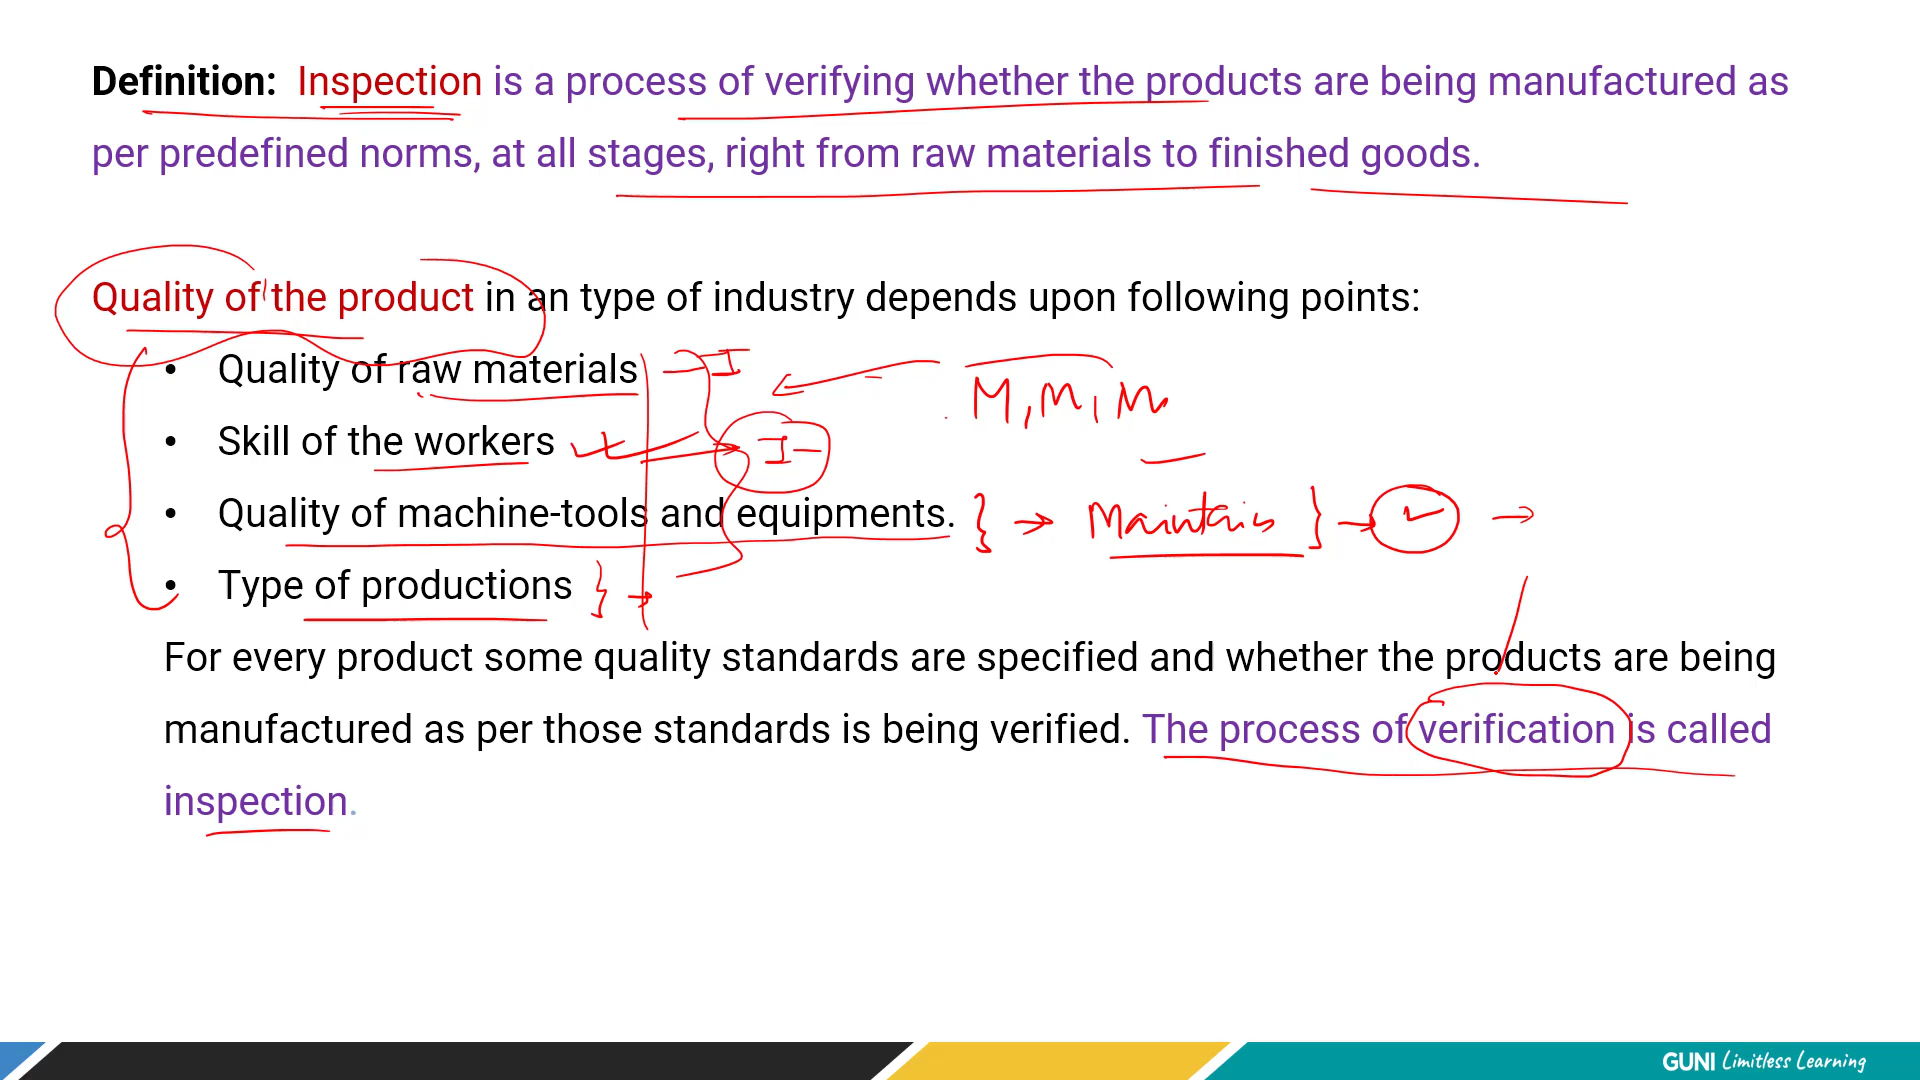 Definition: Inspection is a process of verifying whether the products are being manufactured as
per predefined norms, at all stages, right from raw materials to finished goods.
Quality of the product in an type of industry depends upon following points:
• Quality of raw materials I
M, M, M
• Skill of the workers I
• Quality of machine-tools and equipments. } → Maintain } → ✓ →
• Type of productions } →
For every product some quality standards are specified and whether the products are being
manufactured as per those standards is being verified. The process of verification is called
inspection.
GUNI Limitless Learning